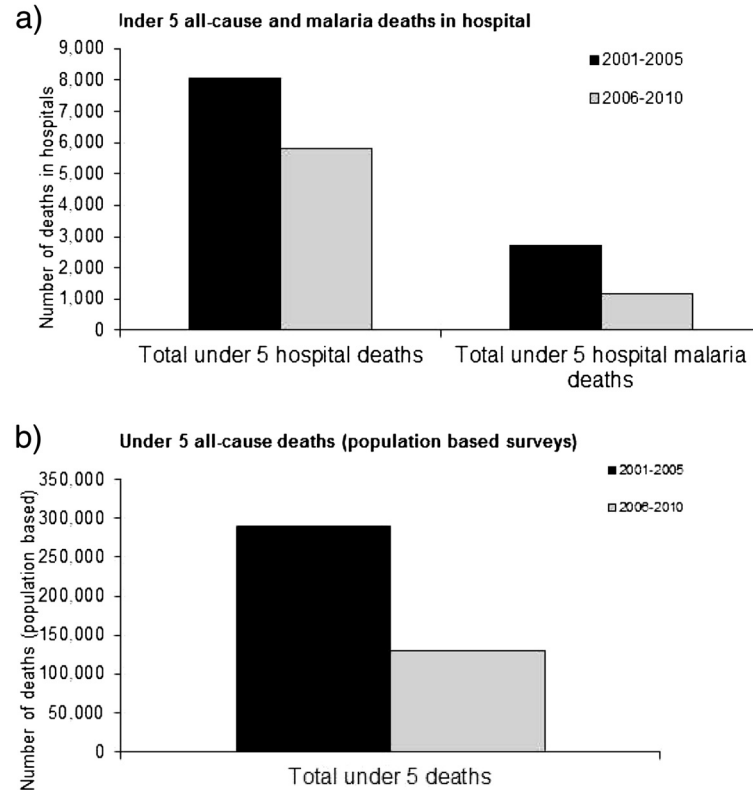 a)
Under 5 all-cause and malaria deaths in hospital
Number of deaths in hospitals
9,000
8,000
7,000
6,000
5,000
4,000
3,000
2,000
1,000
0
2001-2005
2006-2010
Total under 5 hospital deaths
Total under 5 hospital malaria
deaths
b)
Under 5 all-cause deaths (population based surveys)
Number of deaths (population based)
350,000
300,000
250,000
200,000
150,000
100,000
50,000
0
2001-2005
2006-2010
Total under 5 deaths